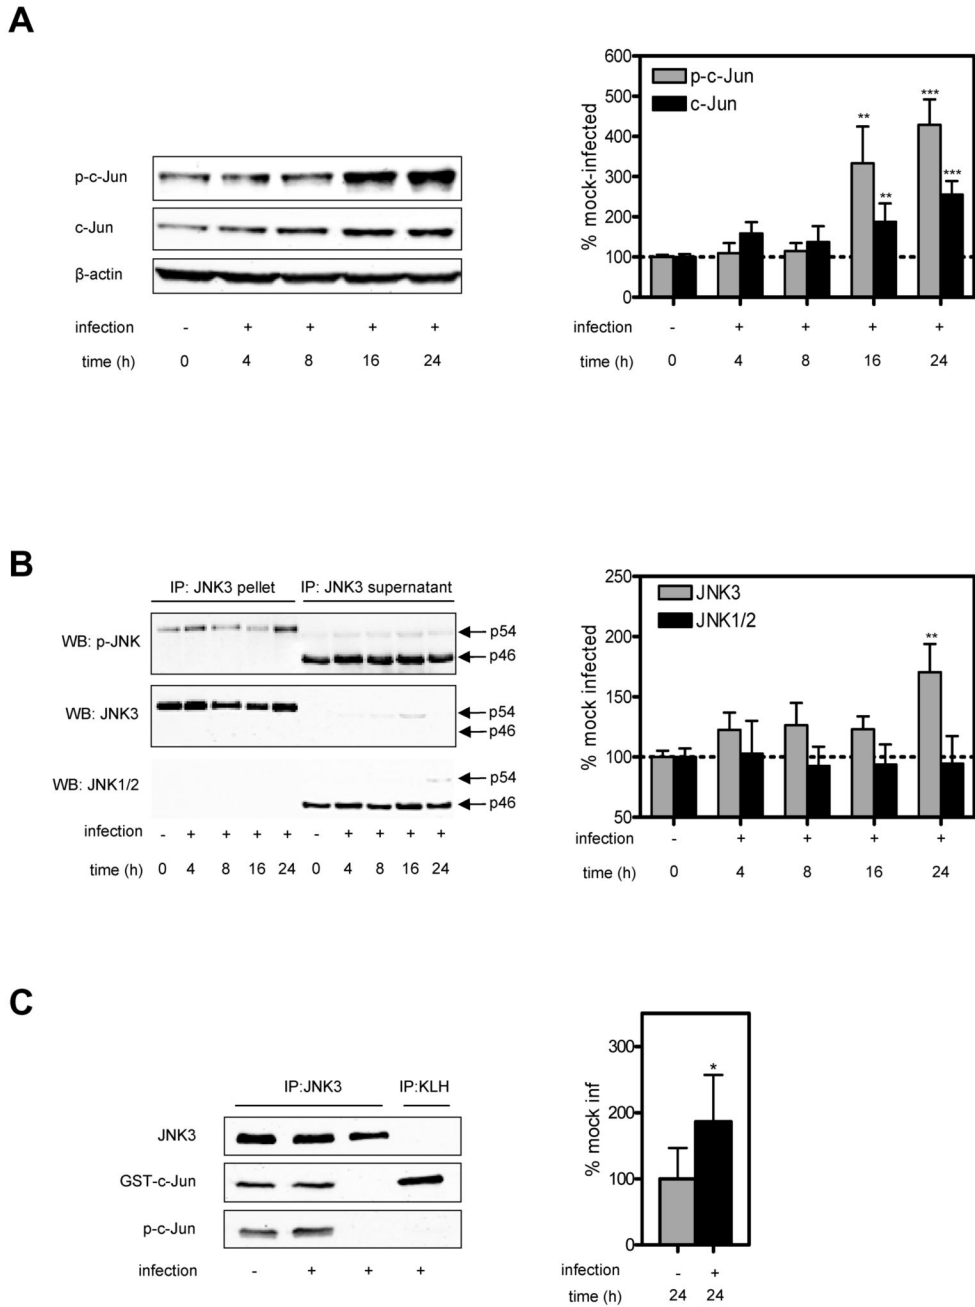 A
p-c-Jun
c-Jun
β-actin
infection - + + + +
time (h) 0 4 8 16 24
% mock-infected
600
500
400
300
200
100
0
p-c-Jun
c-Jun
** ** *** ***
infection - + + + +
time (h) 0 4 8 16 24
B
IP: JNK3 pellet IP: JNK3 supernatant
WB: p-JNK
p54
p46
WB: JNK3
p54
p46
WB: JNK1/2
p54
p46
infection - + + + + - + + + +
time (h) 0 4 8 16 24 0 4 8 16 24
% mock infected
250
200
150
100
50
JNK3
JNK1/2
**
infection - + + + +
time (h) 0 4 8 16 24
C
IP:JNK3 IP:KLH
JNK3
GST-c-Jun
p-c-Jun
infection - + + +
% mock inf
300
200
100
0
*
infection - +
time (h) 24 24